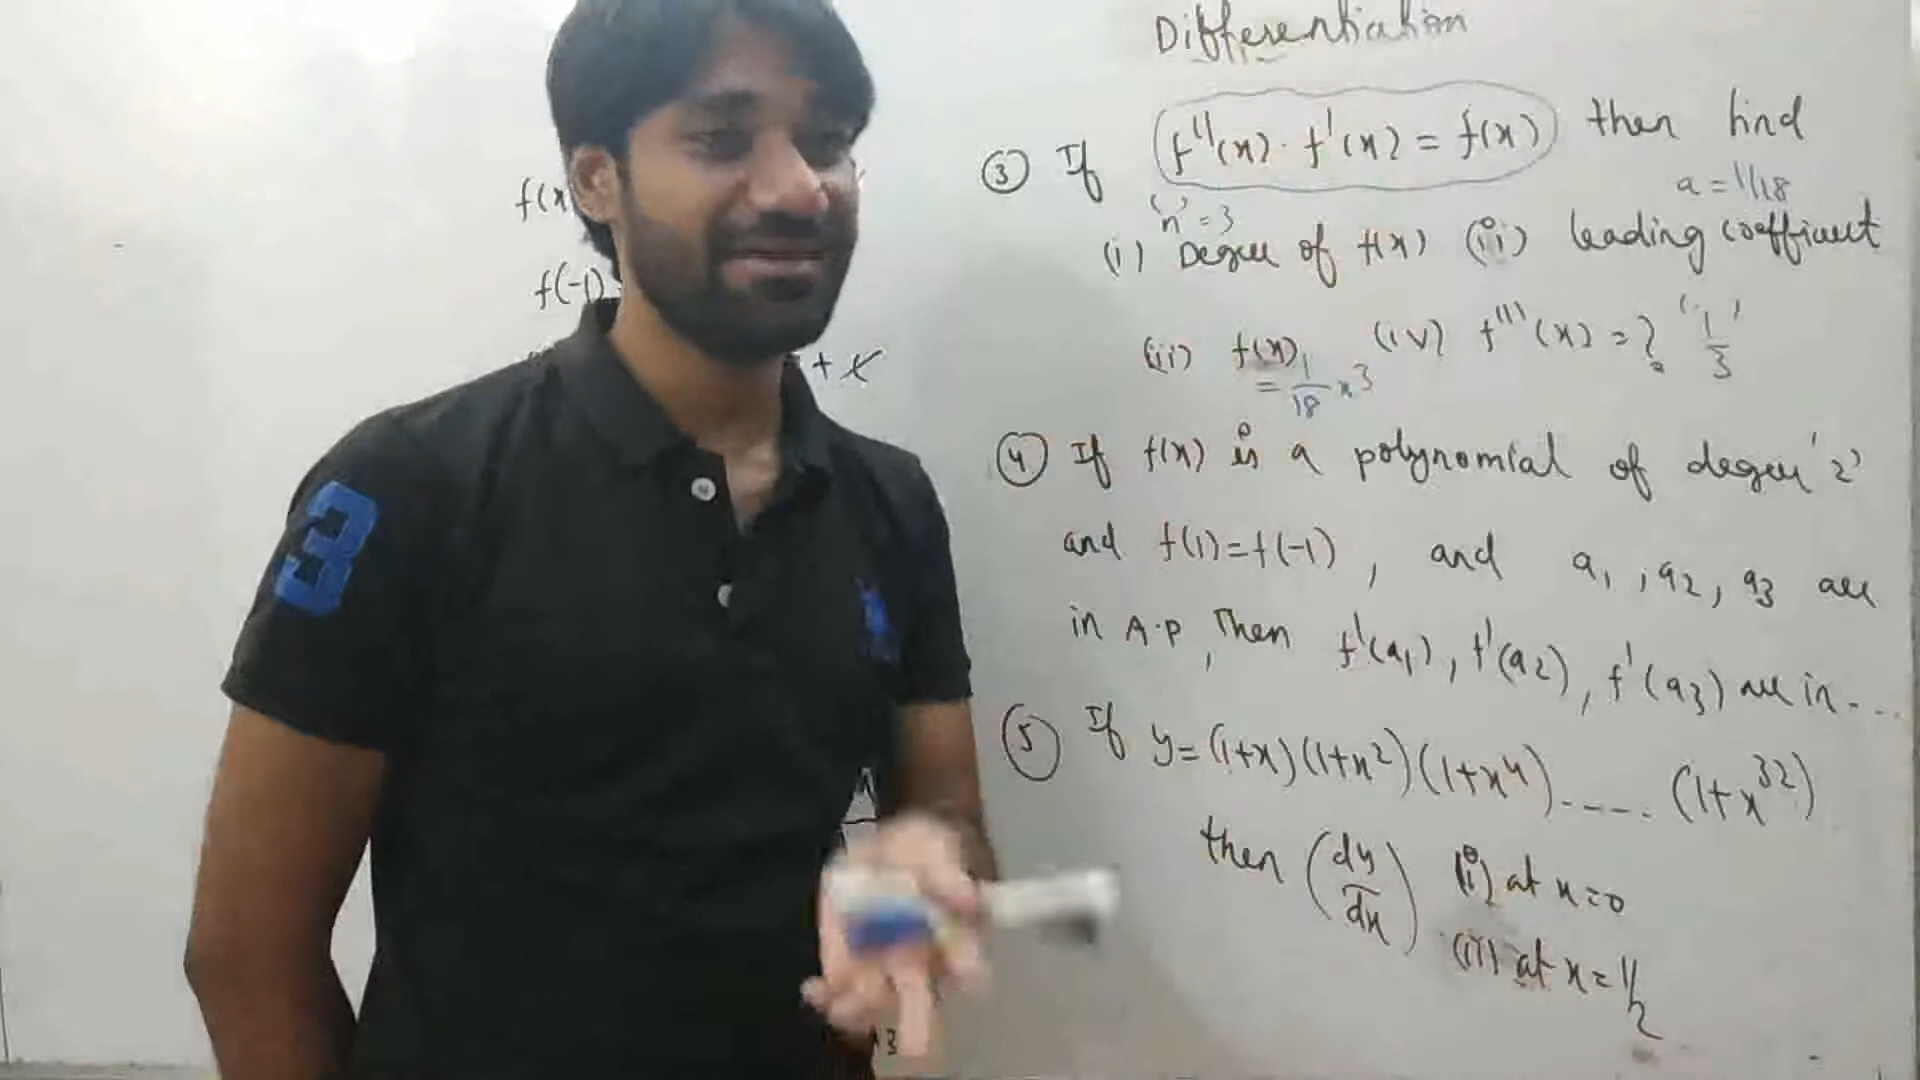 Differentiation
③ If f''(x) · f'(x) = f(x) then find
a = 1/18
'n' = 3
(i) Degree of f(x) (ii) leading coefficient
(iii) f(x) (iv) f'''(x) = ? '1/3'
= 1/18 x³
④ If f(x) is a polynomial of degree '2'
and f(1) = f(-1), and a₁, a₂, a₃ are
in A.P, Then f'(a₁), f'(a₂), f'(a₃) are in ....
⑤ If y = (1+x)(1+x²)(1+x⁴) ..... (1+x³²)
then (dy/dx) (i) at x=0
(ii) at x = 1/2
f(x
f(-1)
+ x
3
3